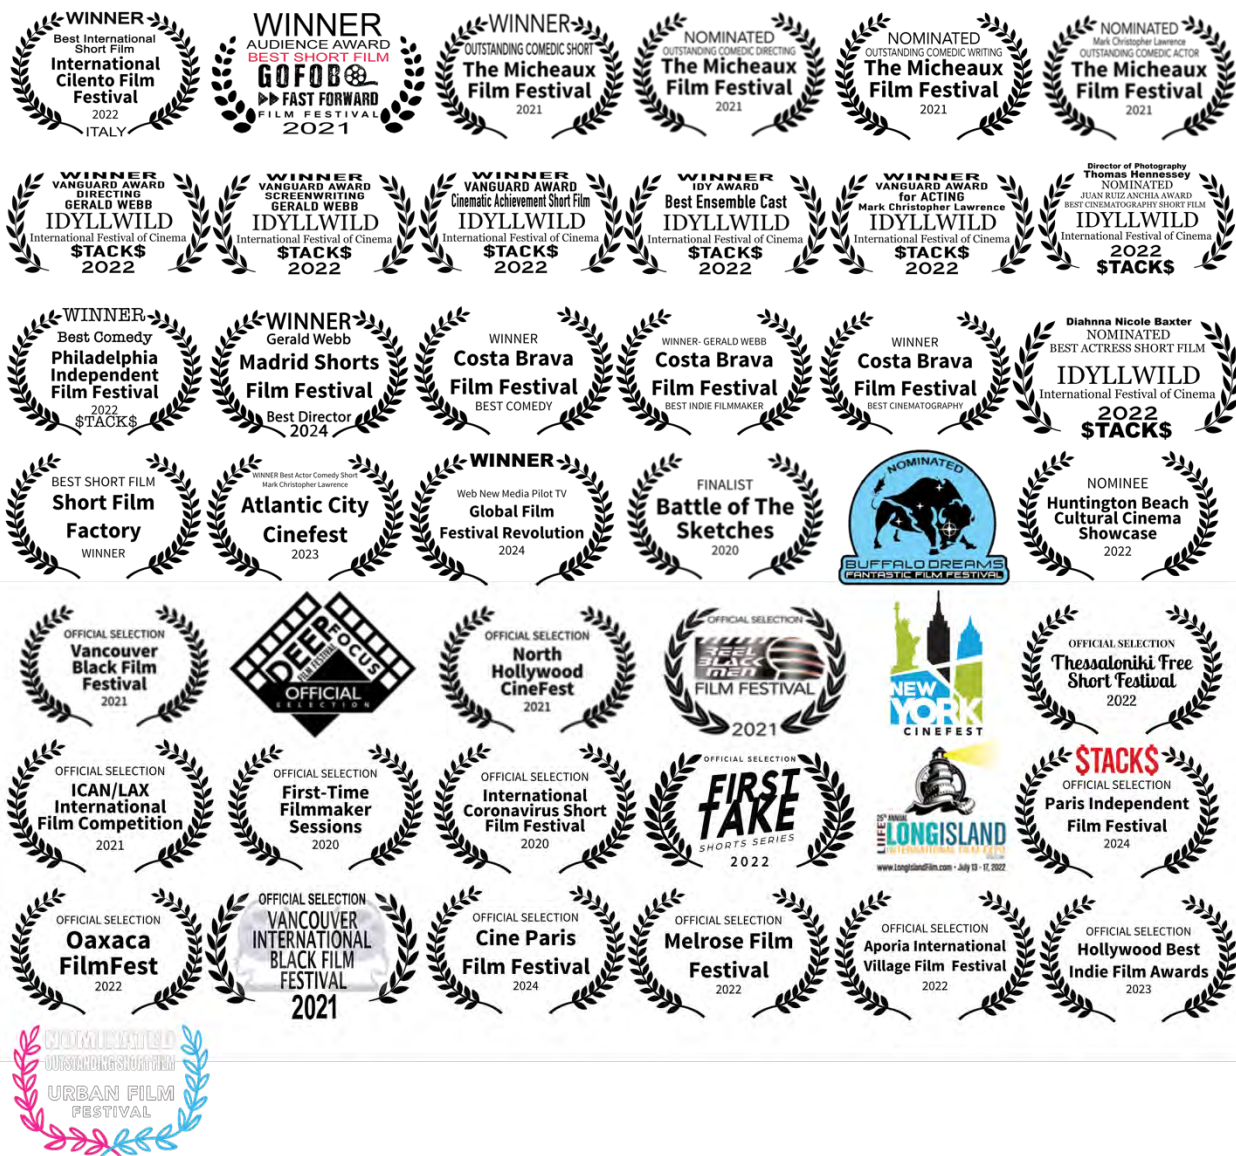 WINNER
Best International
Short Film
International
Cilento Film
Festival
2022
ITALY
WINNER
AUDIENCE AWARD
BEST SHORT FILM
GOFOBO
FAST FORWARD
FILM FESTIVAL
2021
WINNER
OUTSTANDING COMEDIC SHORT
The Micheaux
Film Festival
2021
NOMINATED
OUTSTANDING COMEDIC DIRECTING
The Micheaux
Film Festival
2021
NOMINATED
OUTSTANDING COMEDIC WRITING
The Micheaux
Film Festival
2021
NOMINATED
Mark Christopher Lawrence
OUTSTANDING COMEDIC ACTOR
The Micheaux
Film Festival
2021
WINNER
VANGUARD AWARD
DIRECTING
GERALD WEBB
IDYLLWILD
International Festival of Cinema
$TACK$
2022
WINNER
VANGUARD AWARD
SCREENWRITING
GERALD WEBB
IDYLLWILD
International Festival of Cinema
$TACK$
2022
WINNER
VANGUARD AWARD
Cinematic Achievement Short Film
IDYLLWILD
International Festival of Cinema
$TACK$
2022
WINNER
IDY AWARD
Best Ensemble Cast
IDYLLWILD
International Festival of Cinema
$TACK$
2022
WINNER
VANGUARD AWARD
for ACTING
Mark Christopher Lawrence
IDYLLWILD
International Festival of Cinema
$TACK$
2022
Director of Photography
Thomas Hennessey
NOMINATED
JUAN RUIZ ANCHIA AWARD
BEST CINEMATOGRAPHY SHORT FILM
IDYLLWILD
International Festival of Cinema
2022
$TACK$
WINNER
Best Comedy
Philadelphia
Independent
Film Festival
2022
$TACK$
WINNER
Gerald Webb
Madrid Shorts
Film Festival
Best Director
2024
WINNER
Costa Brava
Film Festival
BEST COMEDY
WINNER- GERALD WEBB
Costa Brava
Film Festival
BEST INDIE FILMMAKER
WINNER
Costa Brava
Film Festival
BEST CINEMATOGRAPHY
Diahnna Nicole Baxter
NOMINATED
BEST ACTRESS SHORT FILM
IDYLLWILD
International Festival of Cinema
2022
$TACK$
BEST SHORT FILM
Short Film
Factory
WINNER
WINNER Best Actor Comedy Short
Mark Christopher Lawrence
Atlantic City
Cinefest
2023
WINNER
Web New Media Pilot TV
Global Film
Festival Revolution
2024
FINALIST
Battle of The
Sketches
2020
NOMINATED
BUFFALO DREAMS
FANTASTIC FILM FESTIVAL
NOMINEE
Huntington Beach
Cultural Cinema
Showcase
2022
OFFICIAL SELECTION
Vancouver
Black Film
Festival
2021
DEEP
FOCUS
FILM FESTIVAL
OFFICIAL
SELECTION
OFFICIAL SELECTION
North
Hollywood
CineFest
2021
OFFICIAL SELECTION
REEL
BLACK
MEN
FILM FESTIVAL
2021
NEW
YORK
CINEFEST
OFFICIAL SELECTION
Thessaloniki Free
Short Festival
2022
OFFICIAL SELECTION
ICAN/LAX
International
Film Competition
2021
OFFICIAL SELECTION
First-Time
Filmmaker
Sessions
2020
OFFICIAL SELECTION
International
Coronavirus Short
Film Festival
2020
OFFICIAL SELECTION
FIRST
TAKE
SHORTS SERIES
2022
25th ANNUAL
LIIFE
LONGISLAND
INTERNATIONAL FILM EXPO
www.LongIslandFilm.com - July 13 - 17, 2022
$TACK$
OFFICIAL SELECTION
Paris Independent
Film Festival
2024
OFFICIAL SELECTION
Oaxaca
FilmFest
2022
OFFICIAL SELECTION
VANCOUVER
INTERNATIONAL
BLACK FILM
FESTIVAL
2021
OFFICIAL SELECTION
Cine Paris
Film Festival
2024
OFFICIAL SELECTION
Melrose Film
Festival
2022
OFFICIAL SELECTION
Aporia International
Village Film Festival
2022
OFFICIAL SELECTION
Hollywood Best
Indie Film Awards
2023
NOMINATED
OUTSTANDING SHORT FILM
URBAN FILM
FESTIVAL